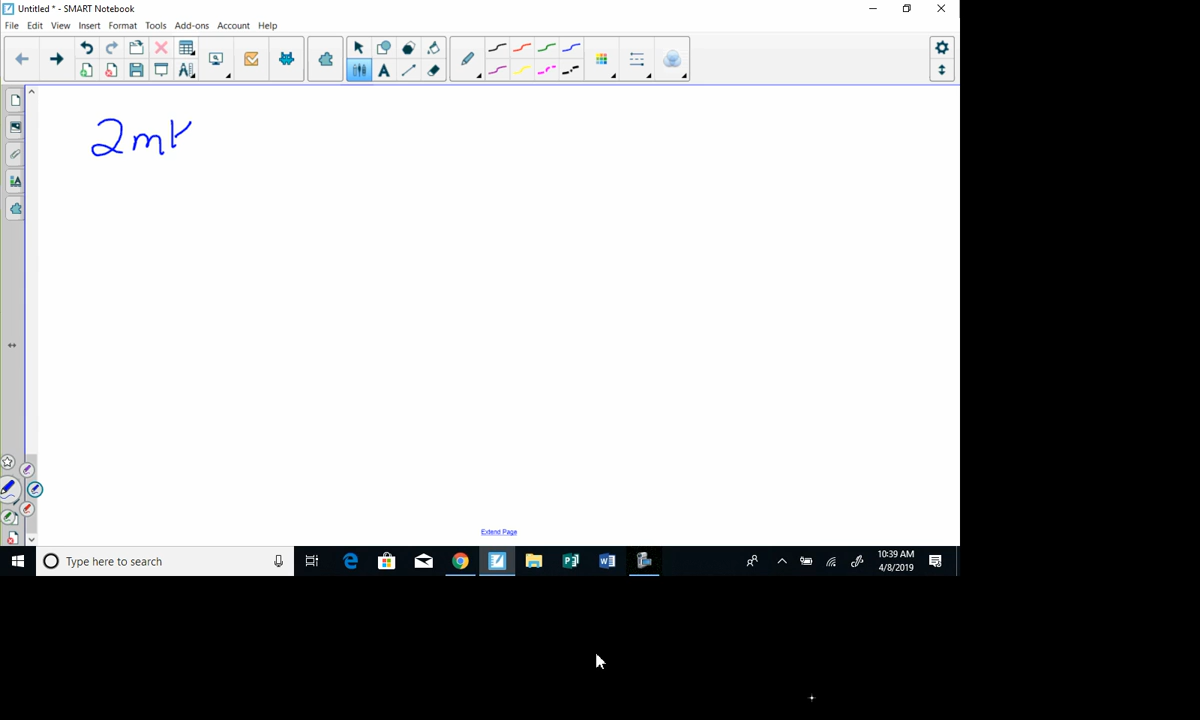 Untitled * - SMART Notebook
File Edit View Insert Format Tools Add-ons Account Help
Extend Page
Type here to search
10:39 AM
4/8/2019